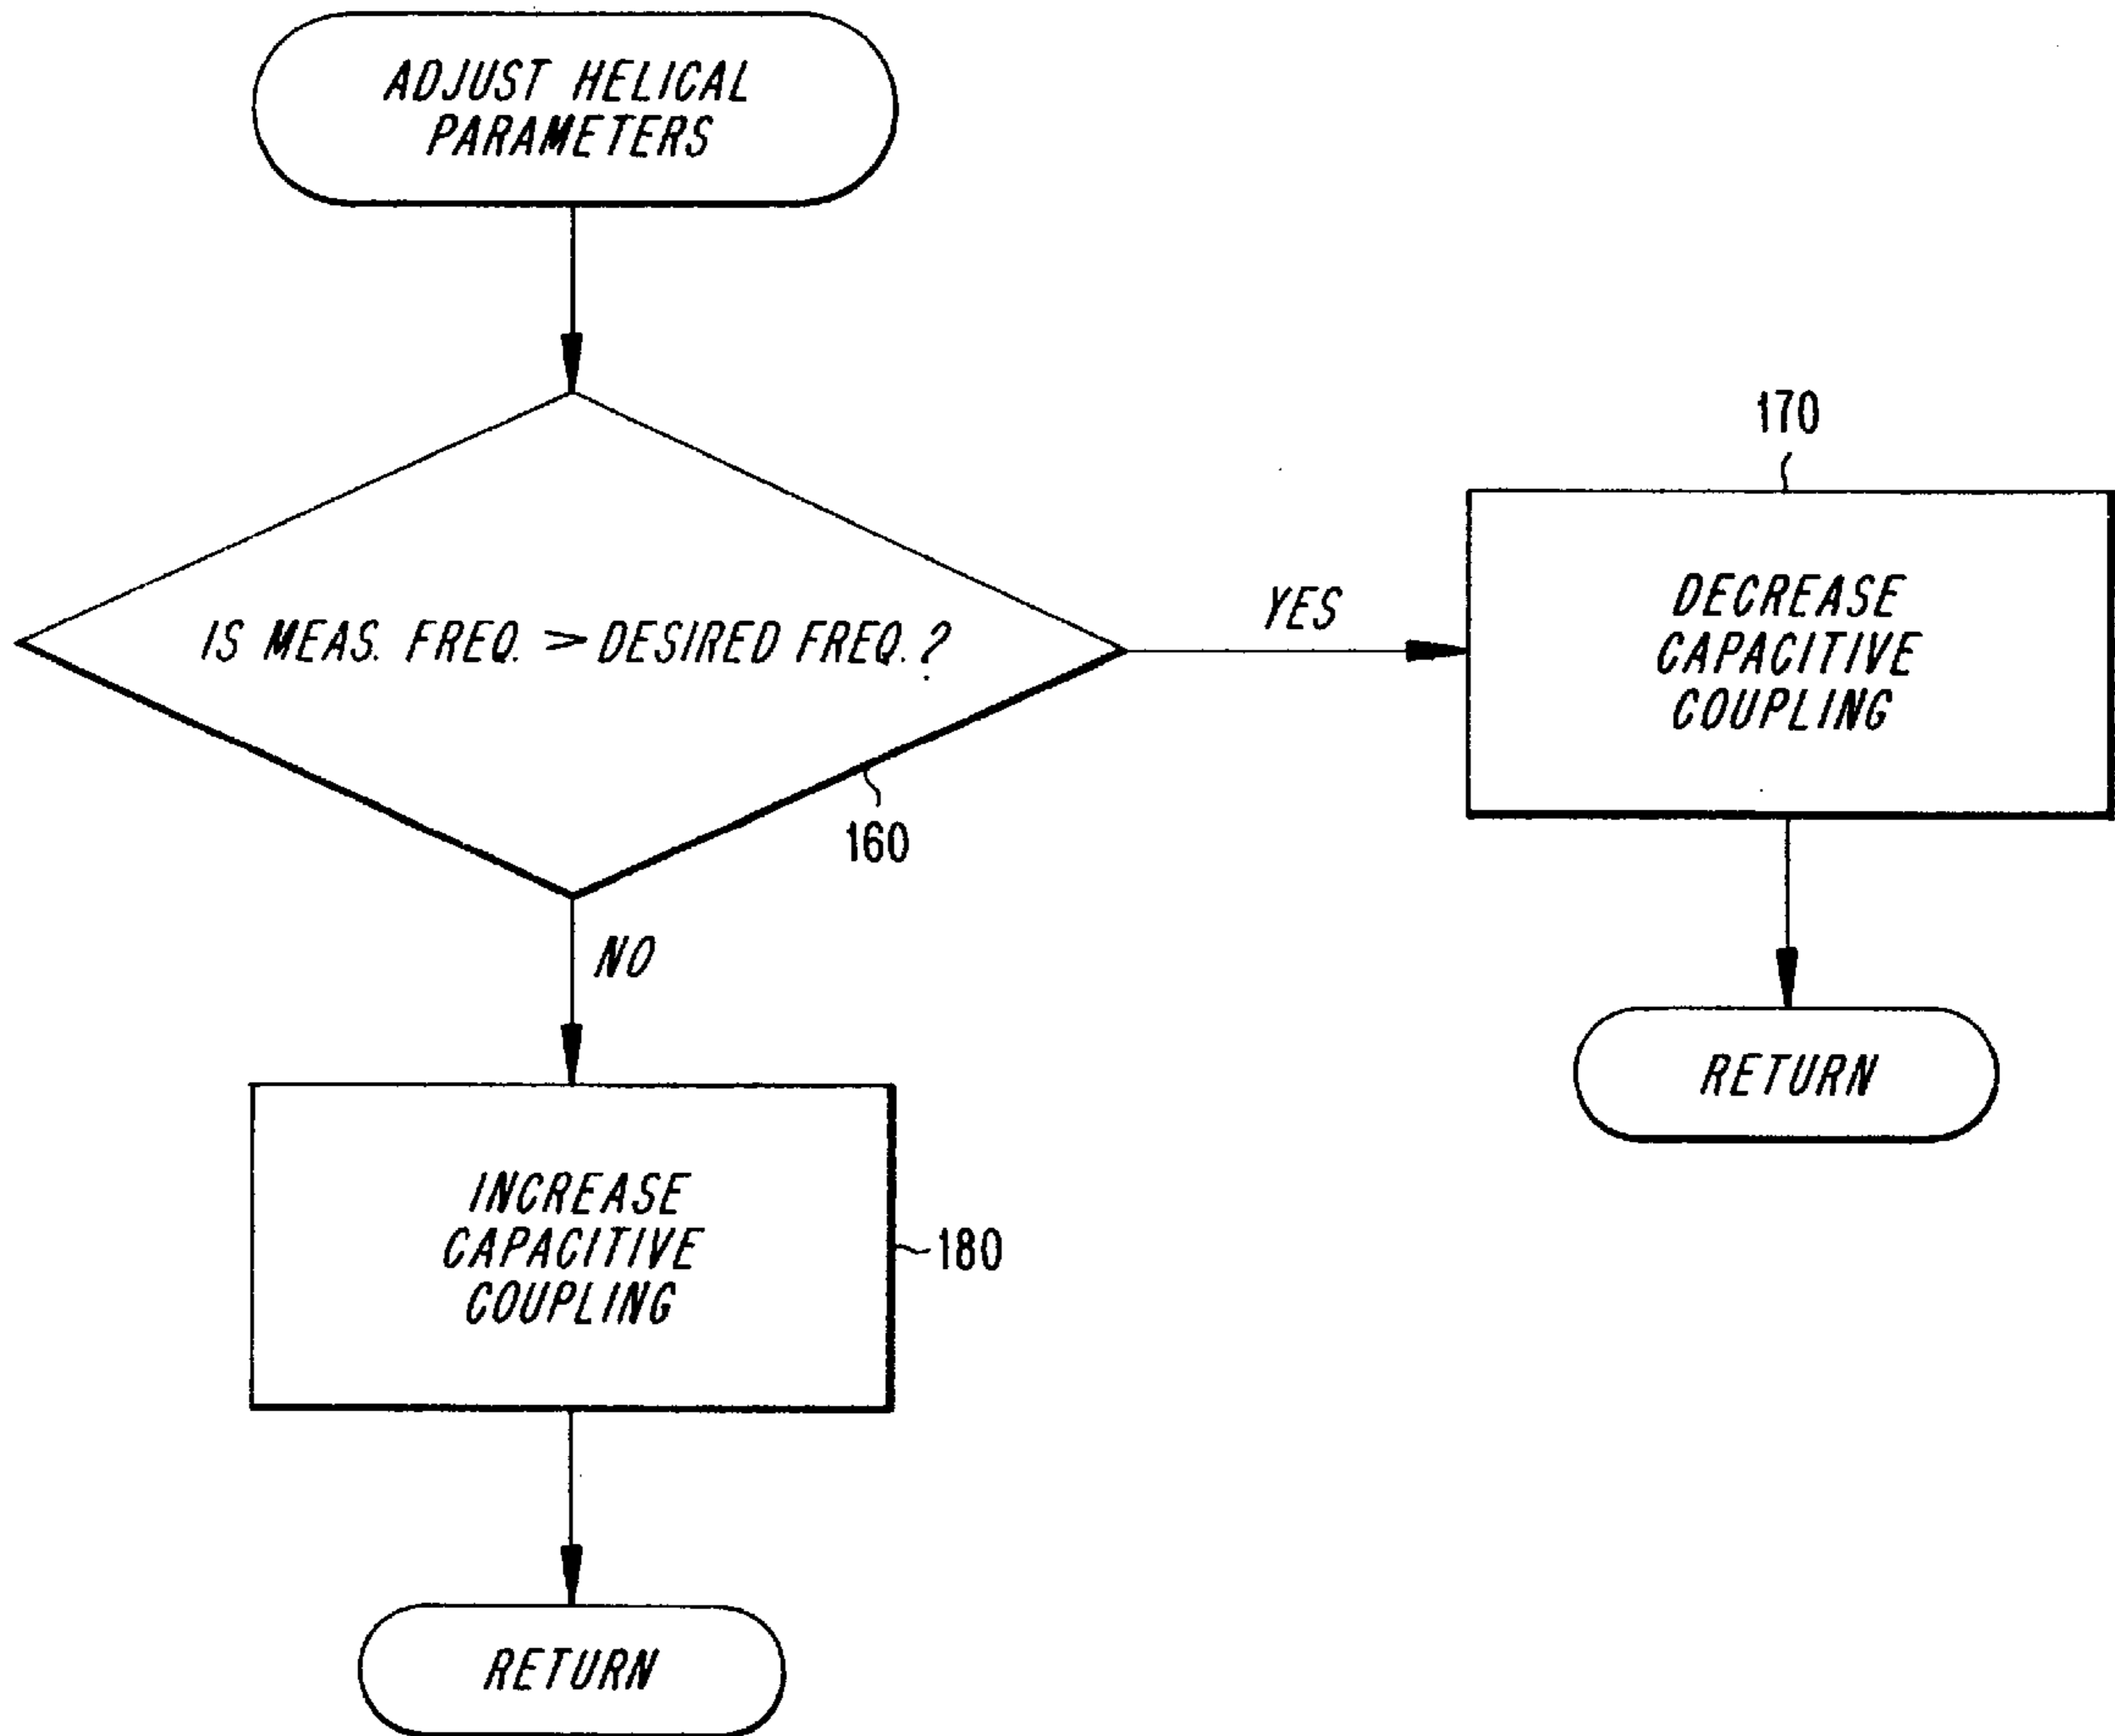 ADJUST HELICAL
PARAMETERS
IS MEAS. FREQ. > DESIRED FREQ.?
160
YES
170
DECREASE
CAPACITIVE
COUPLING
RETURN
NO
INCREASE
CAPACITIVE
COUPLING
180
RETURN